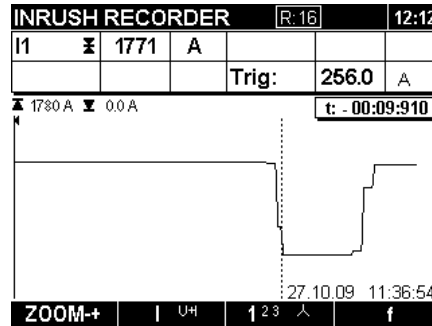 INRUSH RECORDER R:16 12:12
I1 1771 A
Trig: 256.0 A
1780 A 0.0 A t: - 00:09:910
27.10.09 11:36:54
ZOOM-+ I U+I 1 2 3 f